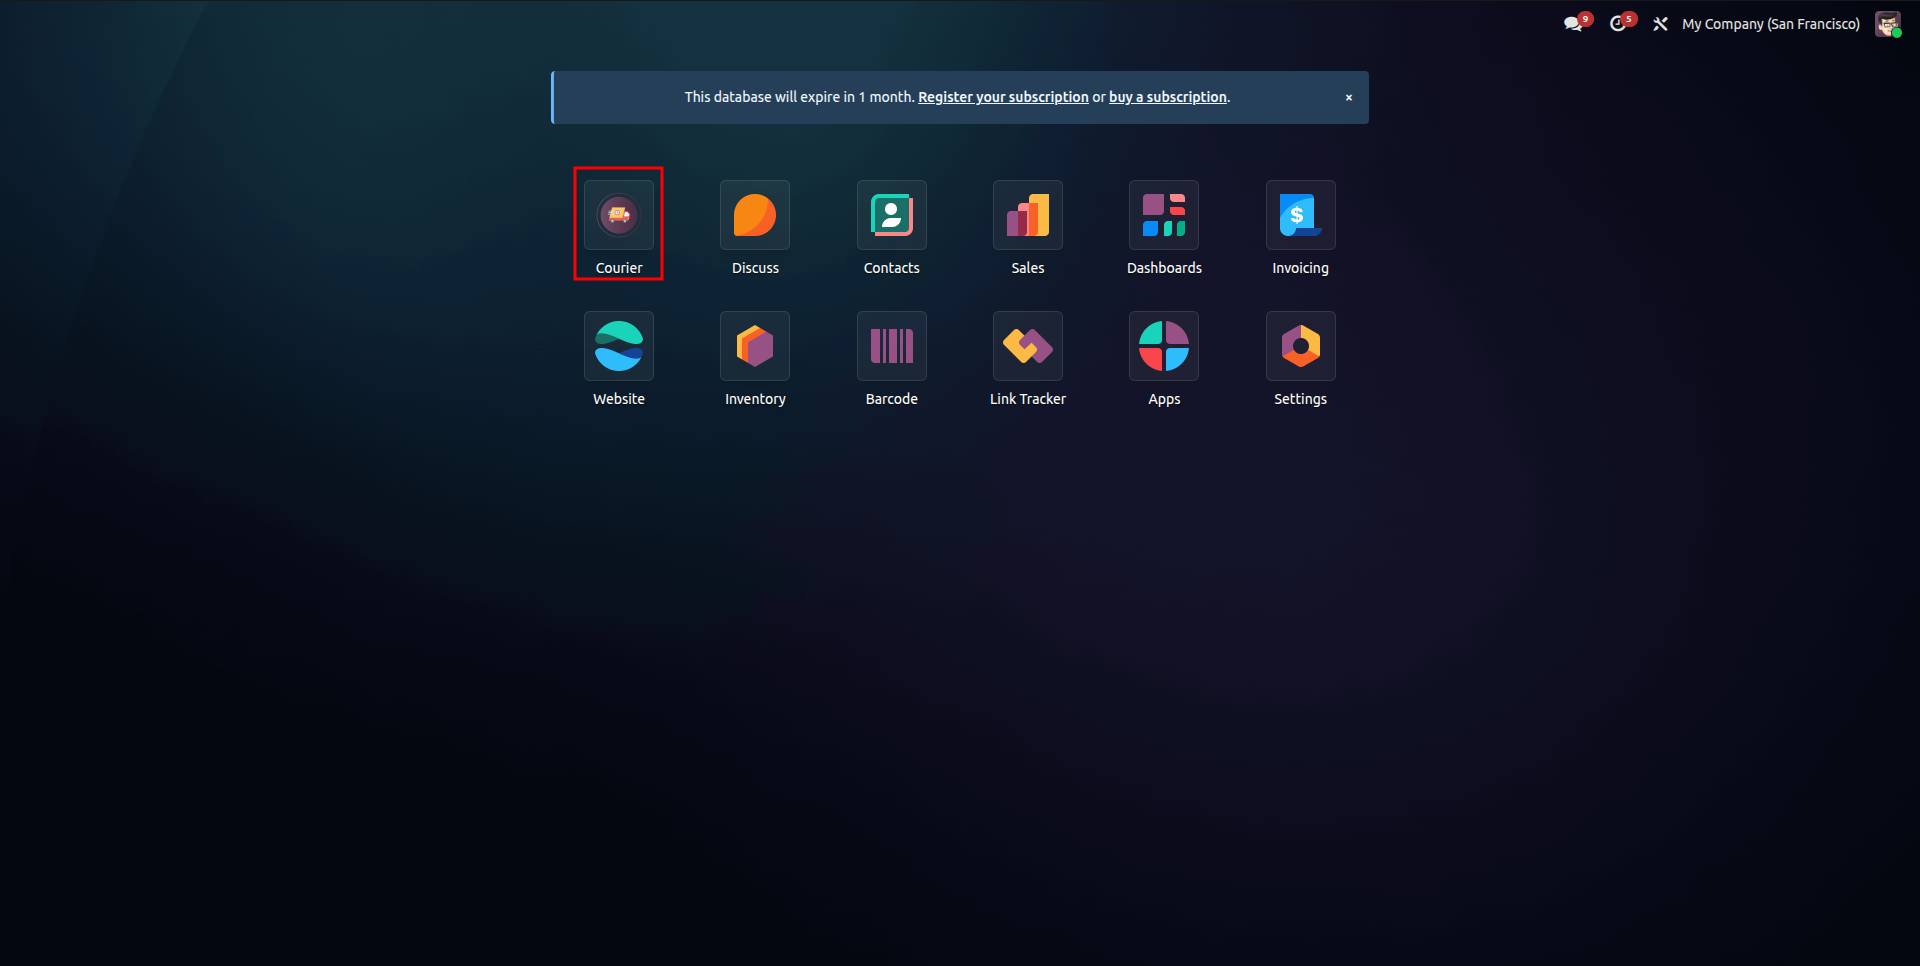 9
5
My Company (San Francisco)
This database will expire in 1 month. Register your subscription or buy a subscription.
×
Courier
Discuss
Contacts
Sales
Dashboards
$
Invoicing
Website
Inventory
Barcode
Link Tracker
Apps
Settings